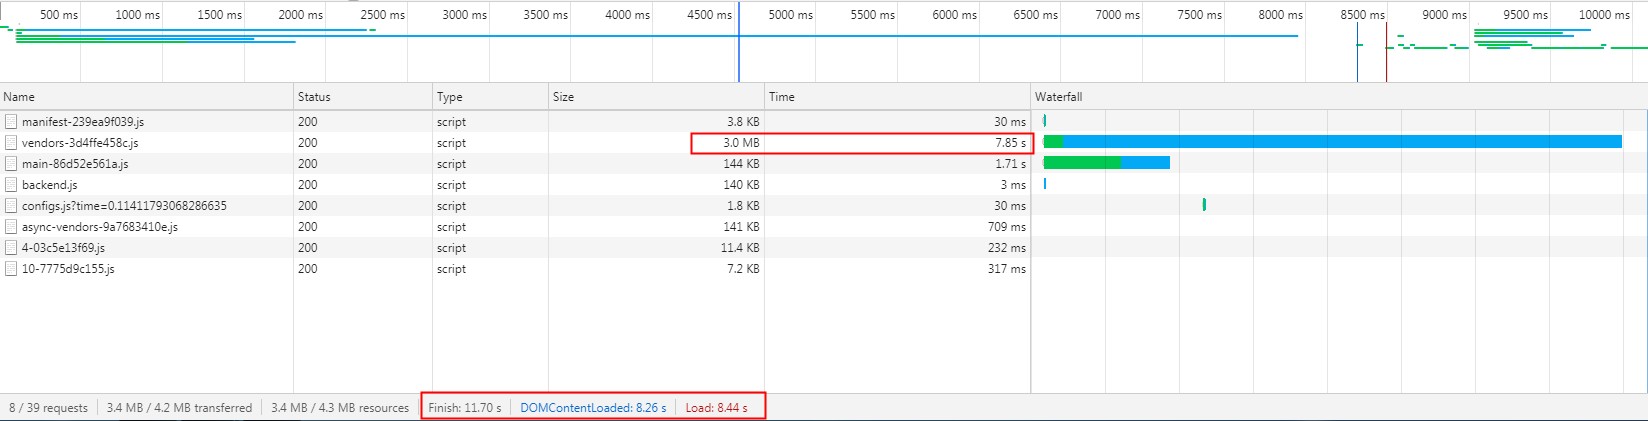 500 ms 1000 ms 1500 ms 2000 ms 2500 ms 3000 ms 3500 ms 4000 ms 4500 ms 5000 ms 5500 ms 6000 ms 6500 ms 7000 ms 7500 ms 8000 ms 8500 ms 9000 ms 9500 ms 10000 ms
Name Status Type Size Time Waterfall
manifest-239ea9f039.js 200 script 3.8 KB 30 ms
vendors-3d4ffe458c.js 200 script 3.0 MB 7.85 s
main-86d52e561a.js 200 script 144 KB 1.71 s
backend.js 200 script 140 KB 3 ms
configs.js?time=0.11411793068286635 200 script 1.8 KB 30 ms
async-vendors-9a7683410e.js 200 script 141 KB 709 ms
4-03c5e13f69.js 200 script 11.4 KB 232 ms
10-7775d9c155.js 200 script 7.2 KB 317 ms
8 / 39 requests 3.4 MB / 4.2 MB transferred 3.4 MB / 4.3 MB resources Finish: 11.70 s DOMContentLoaded: 8.26 s Load: 8.44 s